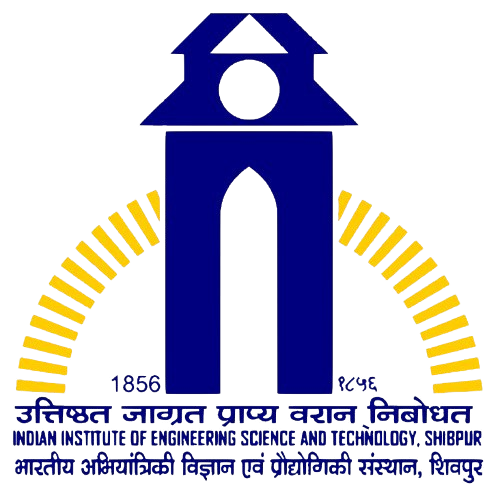 1856 १८५६
उत्तिष्ठत जाग्रत प्राप्य वरान निबोधत
INDIAN INSTITUTE OF ENGINEERING SCIENCE AND TECHNOLOGY, SHIBPUR
भारतीय अभियांत्रिकी विज्ञान एवं प्रौद्योगिकी संस्थान, शिवपुर